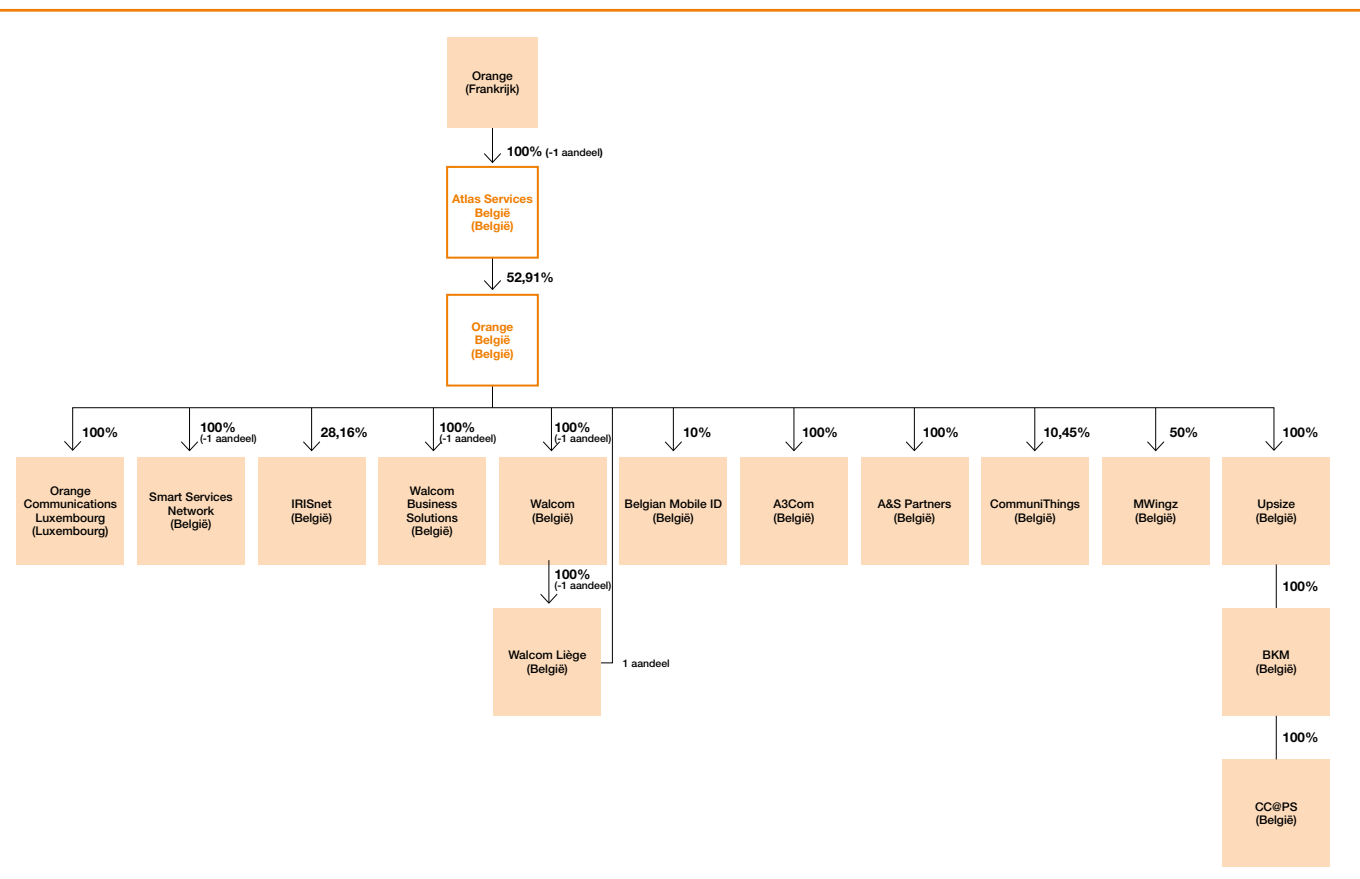 Orange
(Frankrijk)
100% (-1 aandeel)
Atlas Services
België
(België)
52,91%
Orange
België
(België)
100%
100%
(-1 aandeel)
28,16%
100%
(-1 aandeel)
100%
(-1 aandeel)
10%
100%
100%
10,45%
50%
100%
Orange
Communications
Luxembourg
(Luxembourg)
Smart Services
Network
(België)
IRISnet
(België)
Walcom
Business
Solutions
(België)
Walcom
(België)
Belgian Mobile ID
(België)
A3Com
(België)
A&S Partners
(België)
CommuniThings
(België)
MWingz
(België)
Upsize
(België)
100%
(-1 aandeel)
100%
Walcom Liège
(België)
1 aandeel
BKM
(België)
100%
CC@PS
(België)